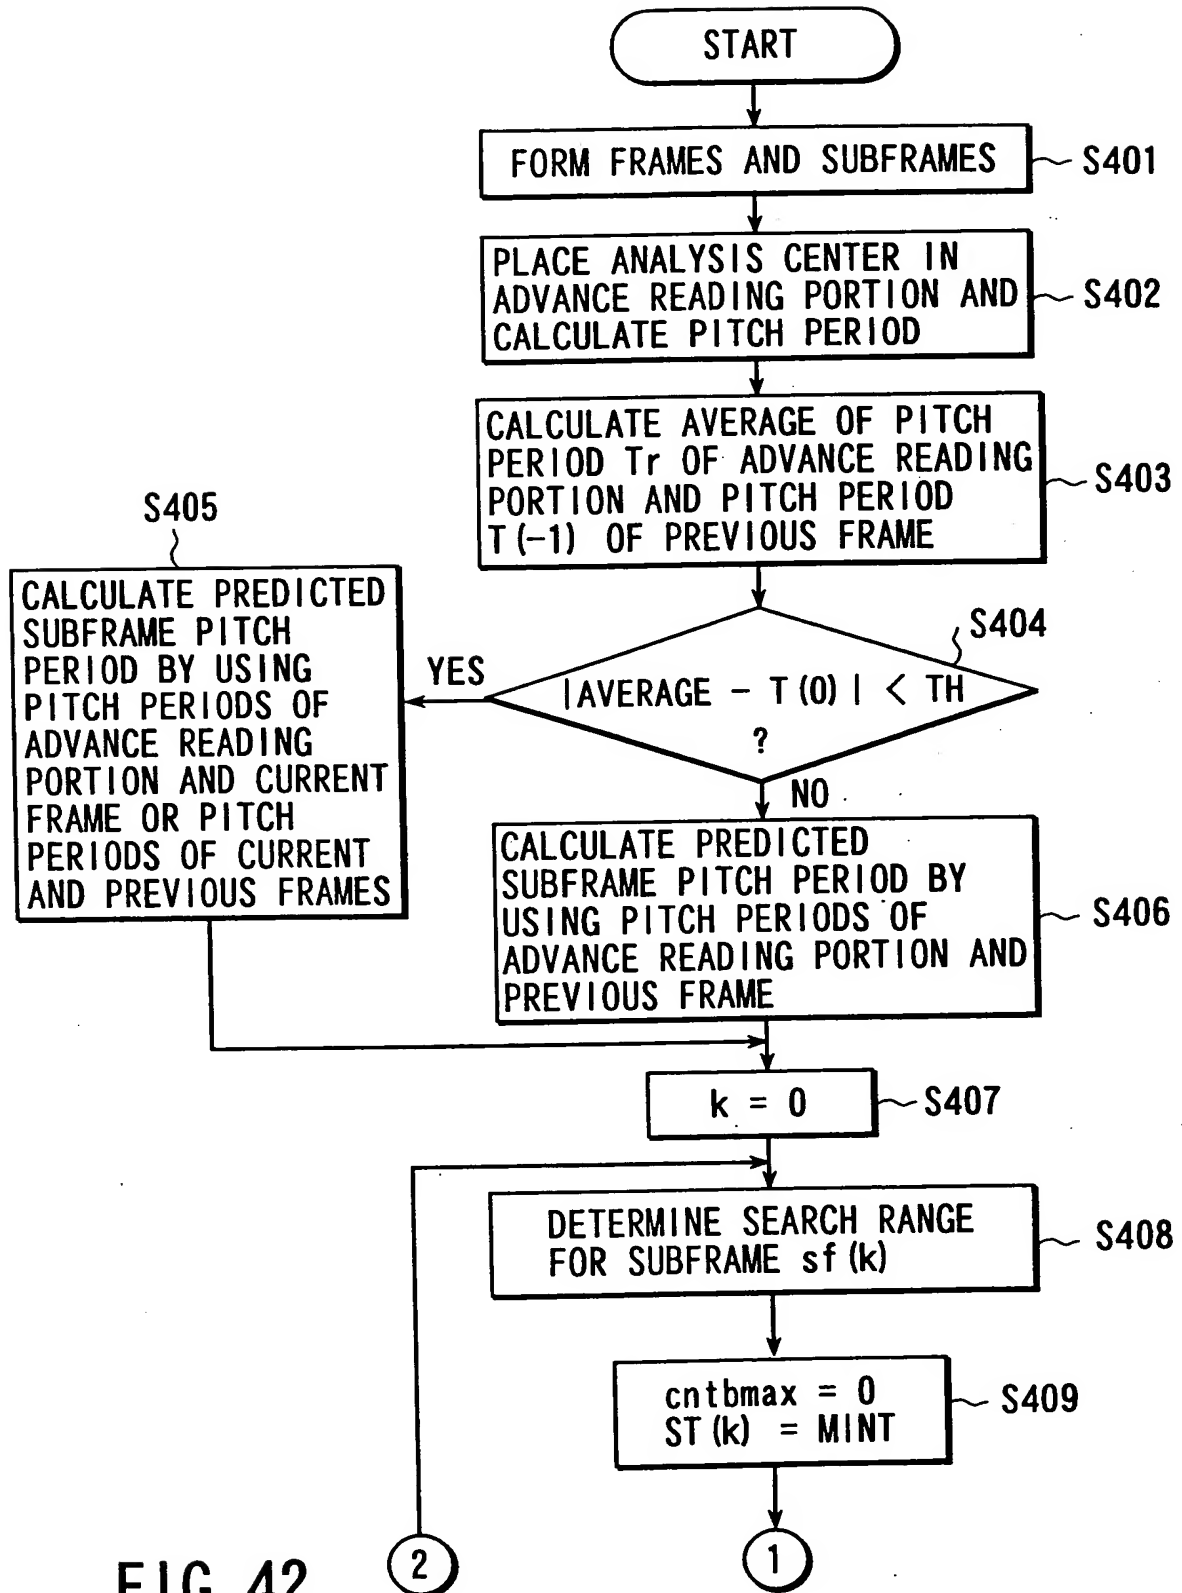 START
FORM FRAMES AND SUBFRAMES
S401
PLACE ANALYSIS CENTER IN
ADVANCE READING PORTION AND
CALCULATE PITCH PERIOD
S402
CALCULATE AVERAGE OF PITCH
PERIOD Tr OF ADVANCE READING
PORTION AND PITCH PERIOD
T(-1) OF PREVIOUS FRAME
S403
S405
CALCULATE PREDICTED
SUBFRAME PITCH
PERIOD BY USING
PITCH PERIODS OF
ADVANCE READING
PORTION AND CURRENT
FRAME OR PITCH
PERIODS OF CURRENT
AND PREVIOUS FRAMES
YES
S404
|AVERAGE - T(0)| < TH
?
NO
CALCULATE PREDICTED
SUBFRAME PITCH PERIOD BY
USING PITCH PERIODS OF
ADVANCE READING PORTION AND
PREVIOUS FRAME
S406
k = 0
S407
DETERMINE SEARCH RANGE
FOR SUBFRAME sf(k)
S408
cntbmax = 0
ST(k) = MINT
S409
2
1
FIG. 42